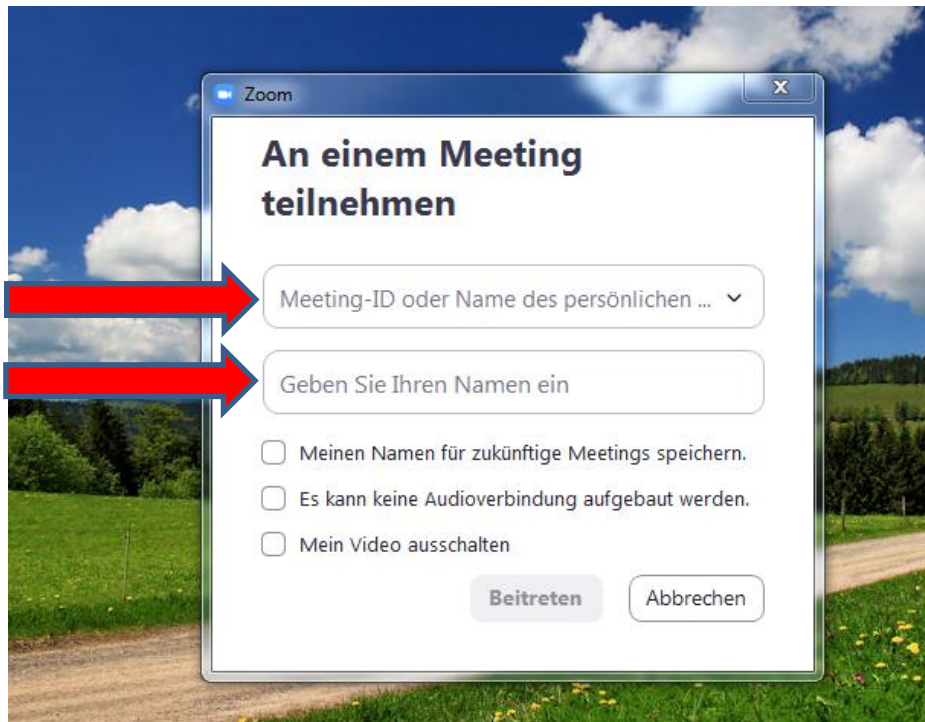 Zoom
An einem Meeting
teilnehmen
Meeting-ID oder Name des persönlichen ...
Geben Sie Ihren Namen ein
Meinen Namen für zukünftige Meetings speichern.
Es kann keine Audioverbindung aufgebaut werden.
Mein Video ausschalten
Beitreten Abbrechen